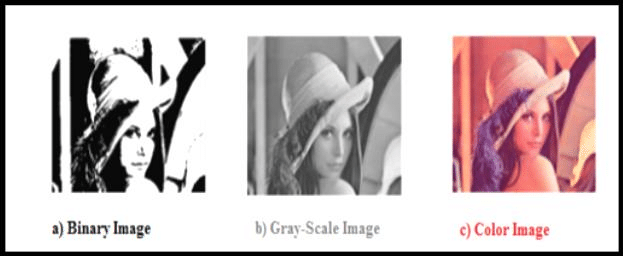 a) Binary Image
b) Gray-Scale Image
c) Color Image